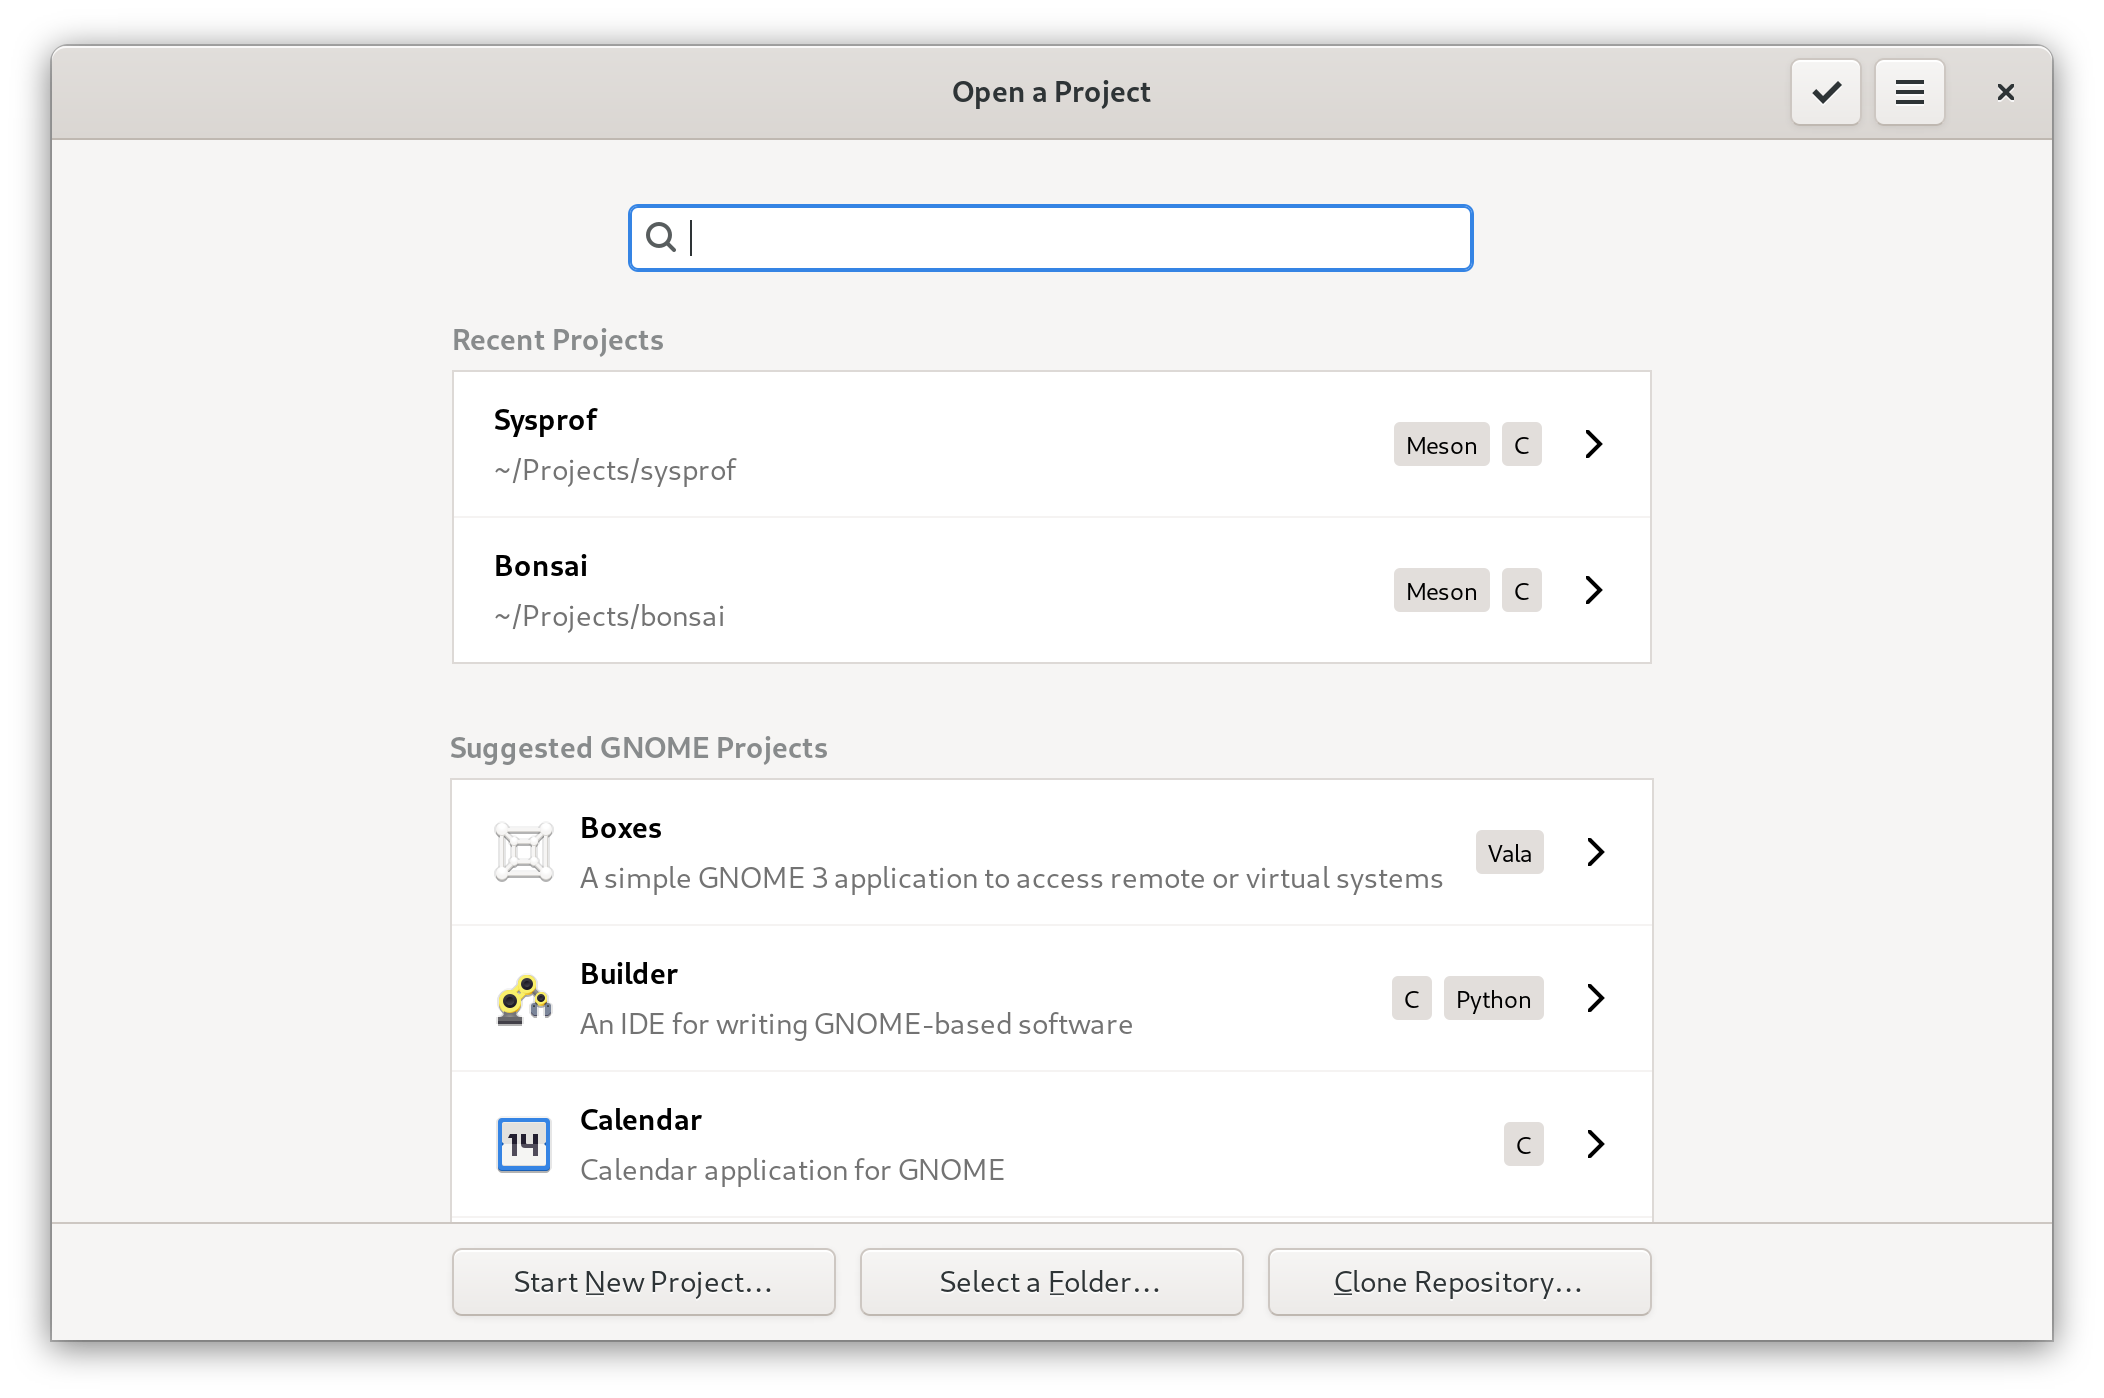 Open a Project
Recent Projects
Sysprof
~/Projects/sysprof
Meson C
Bonsai
~/Projects/bonsai
Meson C
Suggested GNOME Projects
Boxes
A simple GNOME 3 application to access remote or virtual systems
Vala
Builder
An IDE for writing GNOME-based software
C Python
14
Calendar
Calendar application for GNOME
C
Start New Project...
Select a Folder...
Clone Repository...